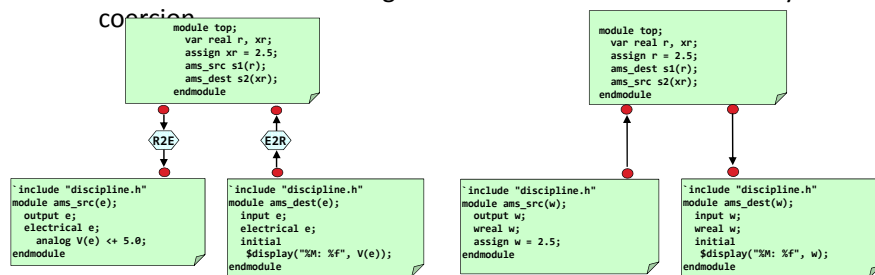 coercion
module top;
var real r, xr;
assign xr = 2.5;
ams_src s1(r);
ams_dest s2(xr);
endmodule
module top;
var real r, xr;
assign r = 2.5;
ams_dest s1(r);
ams_src s2(xr);
endmodule
R2E
E2R
`include "discipline.h"
module ams_src(e);
output e;
electrical e;
analog V(e) <+ 5.0;
endmodule
`include "discipline.h"
module ams_dest(e);
input e;
electrical e;
initial
$display("%M: %f", V(e));
endmodule
`include "discipline.h"
module ams_src(w);
output w;
wreal w;
assign w = 2.5;
endmodule
`include "discipline.h"
module ams_dest(w);
input w;
wreal w;
initial
$display("%M: %f", w);
endmodule